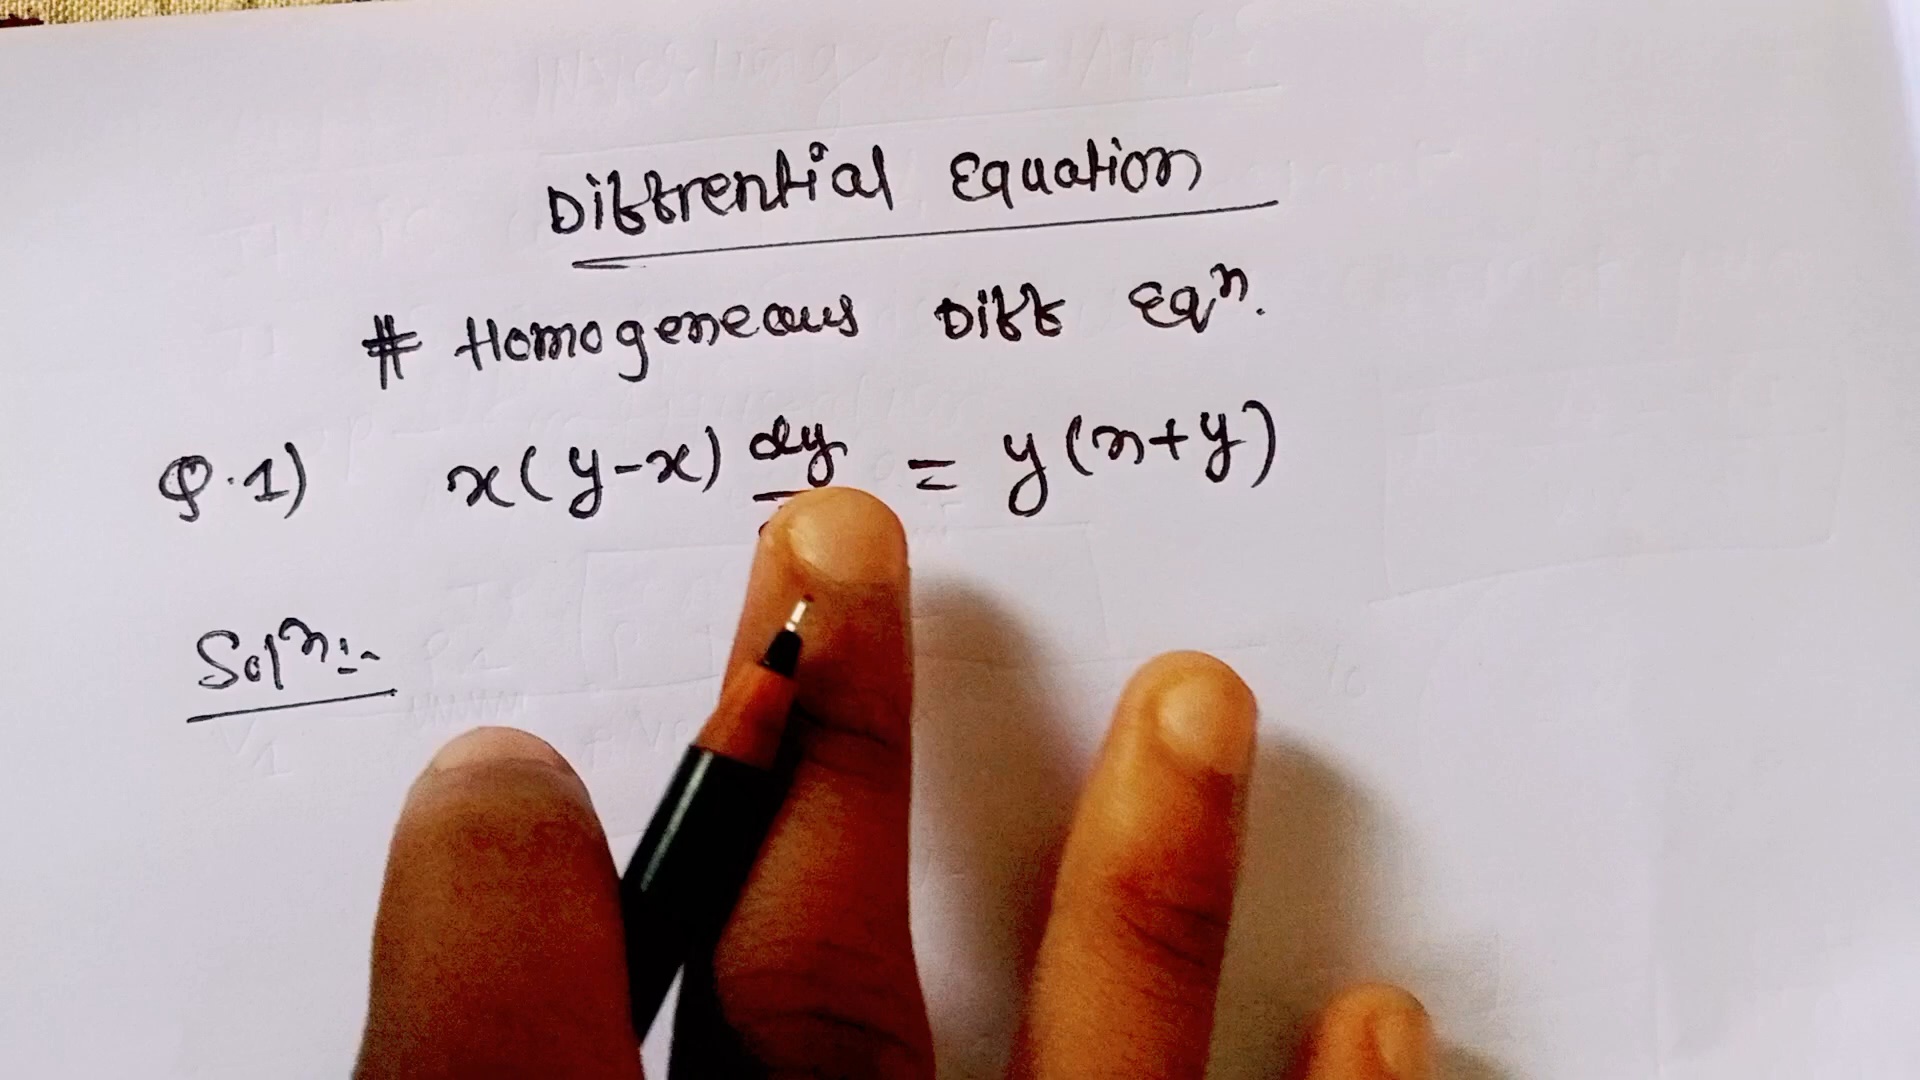 Diffrential Equation
# Homogeneous Diff Eqⁿ.
Q.1) x(y-x) dy = y(x+y)
Solⁿ:-